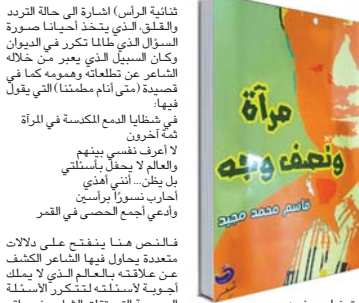 ثنائية الرأس) اشارة الى حالة التردد
والقلق، الذي يتخذ أحيانا صورة
السؤال الذي طالما تكرر في الديوان
وكان السبيل الذي يعبر من خلاله
الشاعر عن تطلعاته وهمومه كما في
قصيدة (متى أنام مطمئنا) التي يقول
فيها:
في شظايا الدمع المكدسة في المرآة
ثمة آخرون
لا أعرف نفسي بينهم
والعالم لا يحفل بأسئلتي
بل يظن... أنني أهذي
أحارب نسورًا برأسين
وأدعي أجمع الحصى في القمر
فالنص هنا ينفتح على دلالات
متعددة يحاول فيها الشاعر الكشف
عن علاقته بالعالم الذي لا يملك
أجوبة لأسئلته لتتكرر الأسئلة
مرآة
ونصف وجه
قاسم محمد مجيد